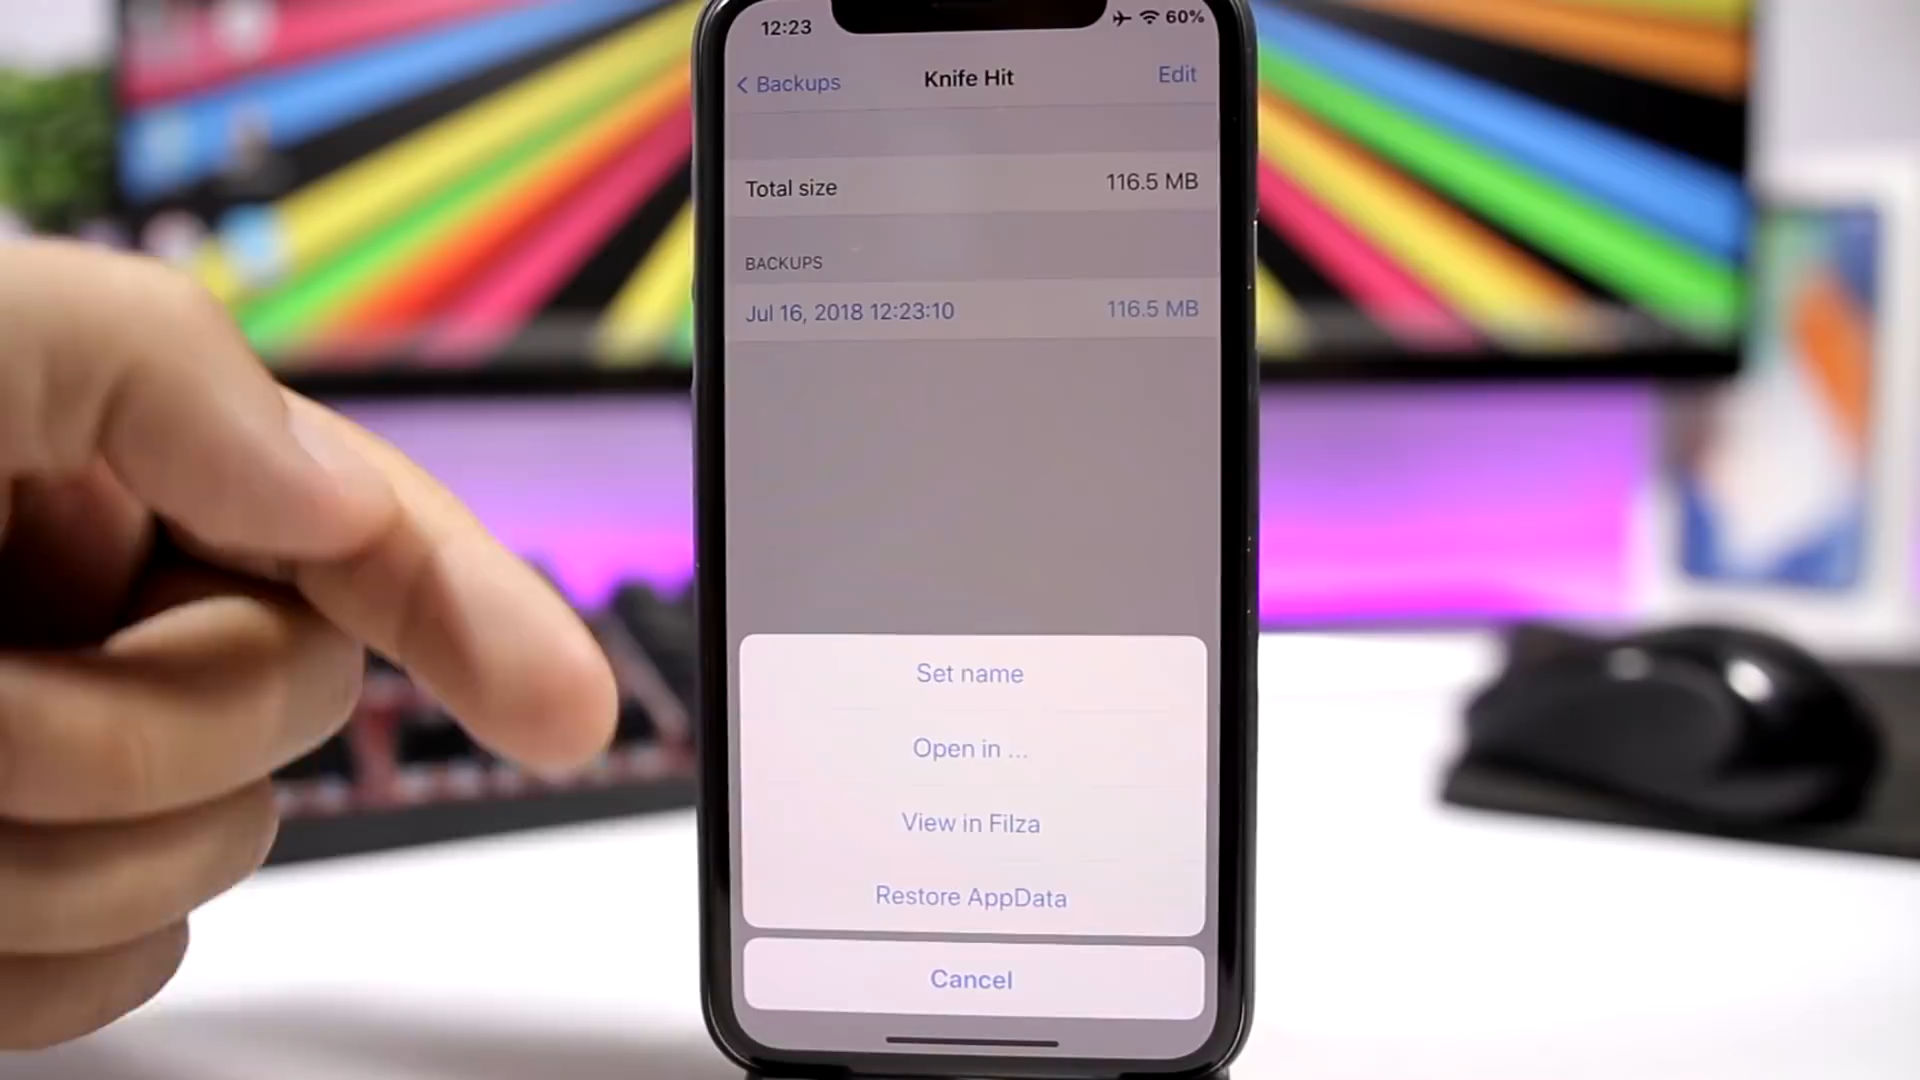 12:23
60%
Backups
Knife Hit
Edit
Total size
116.5 MB
BACKUPS
Jul 16, 2018 12:23:10
116.5 MB
Set name
Open in ...
View in Filza
Restore AppData
Cancel